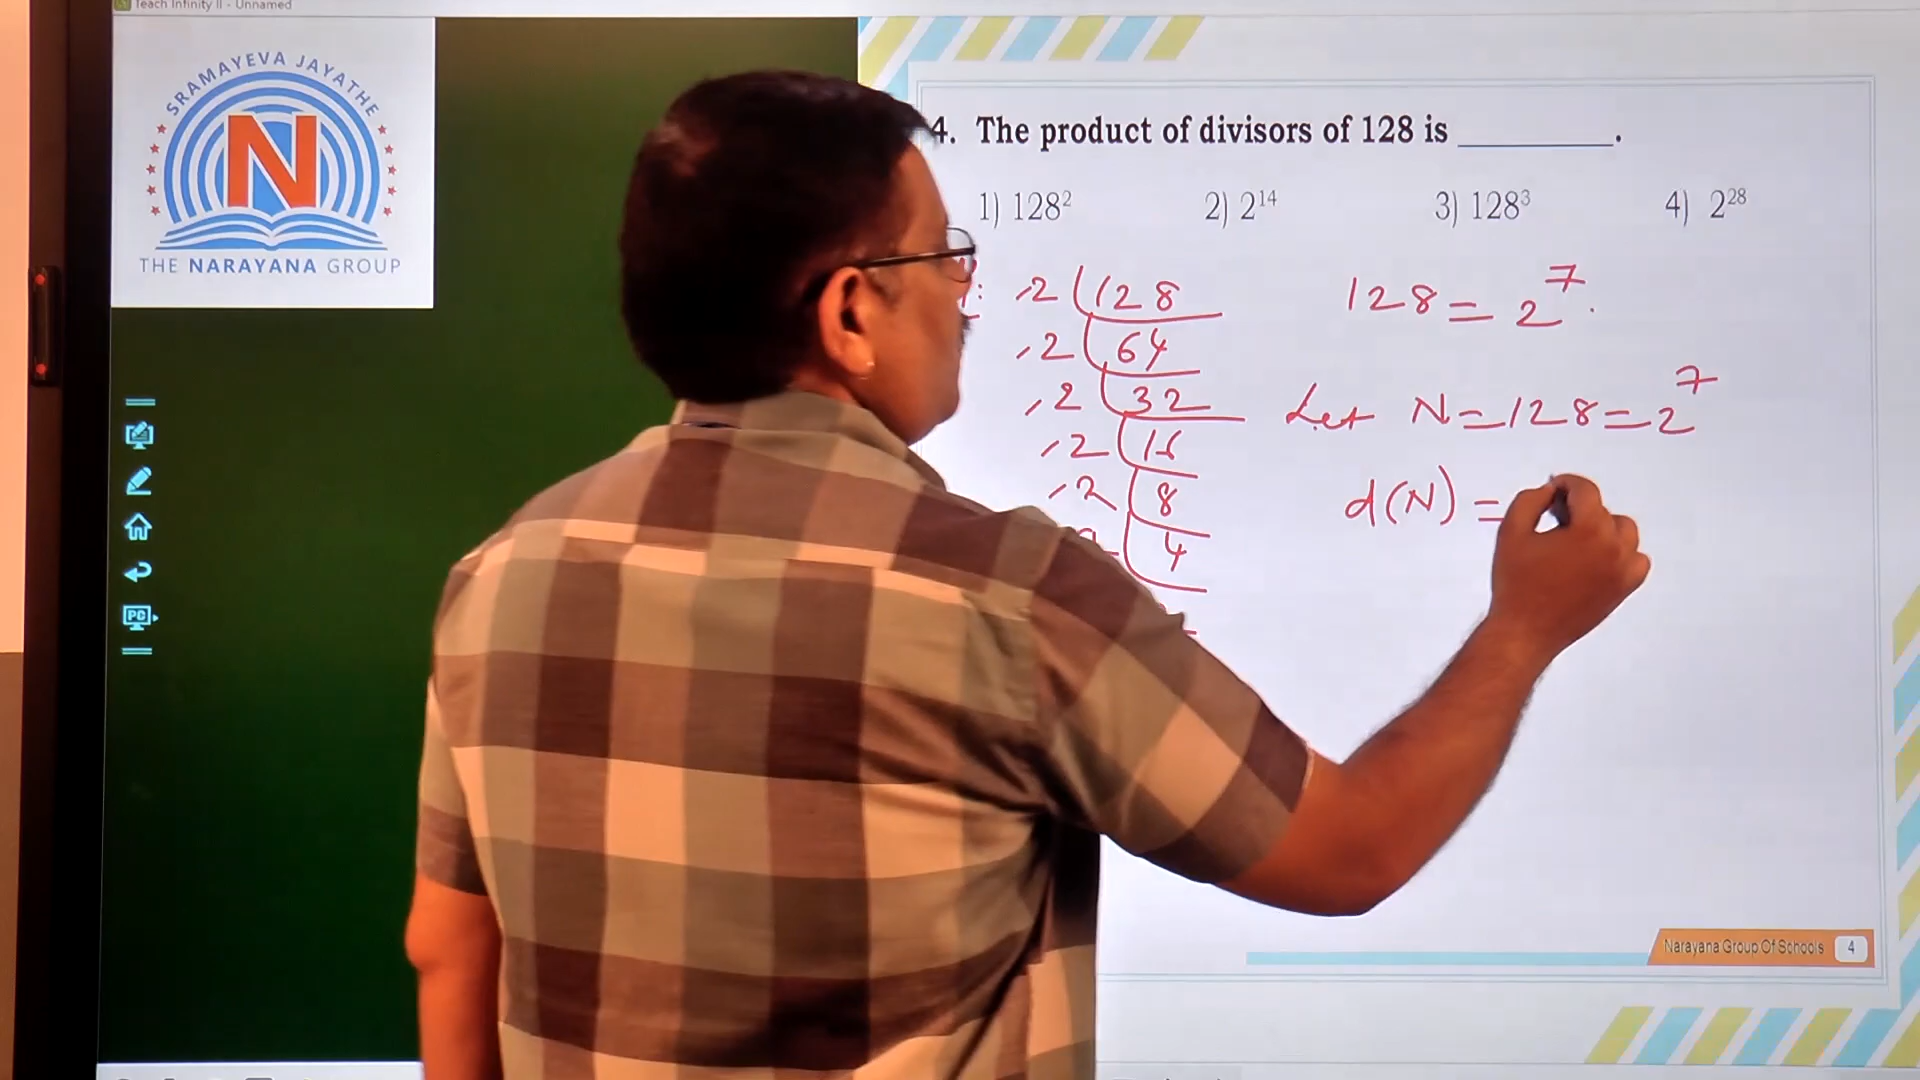 Teach Infinity II - Unnamed
SRAMAYEVA JAYATHE
N
THE NARAYANA GROUP
PC
4. The product of divisors of 128 is ________.
1) 128² 2) 2¹⁴ 3) 128³ 4) 2²⁸
2 128
2 64
2 32
2 16
2 8
4
128 = 2⁷.
Let N = 128 = 2⁷
d(N) =
Narayana Group Of Schools 4